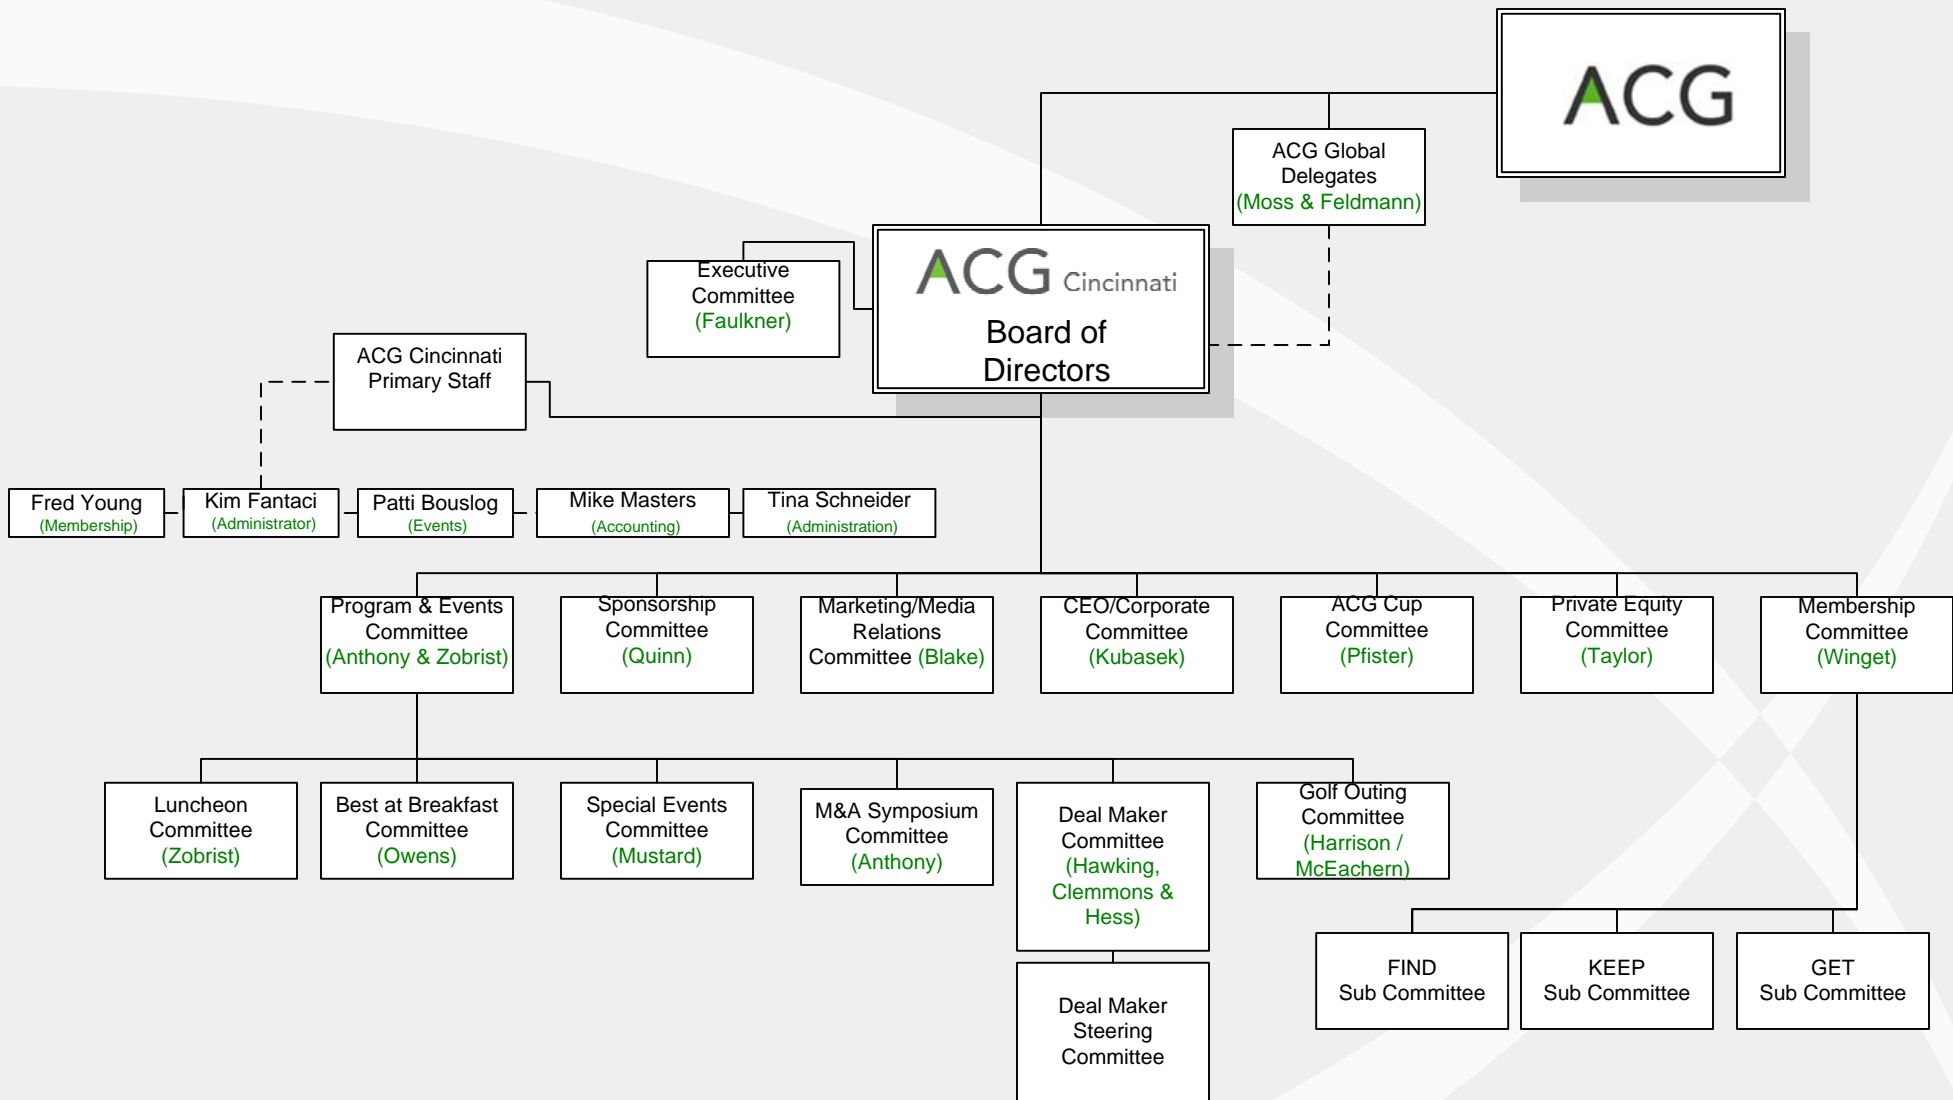 ACG
ACG Global
Delegates
(Moss & Feldmann)
ACG Cincinnati
Board of
Directors
Executive
Committee
(Faulkner)
ACG Cincinnati
Primary Staff
Fred Young
(Membership)
Kim Fantaci
(Administrator)
Patti Bouslog
(Events)
Mike Masters
(Accounting)
Tina Schneider
(Administration)
Program & Events
Committee
(Anthony & Zobrist)
Sponsorship
Committee
(Quinn)
Marketing/Media
Relations
Committee (Blake)
CEO/Corporate
Committee
(Kubasek)
ACG Cup
Committee
(Pfister)
Private Equity
Committee
(Taylor)
Membership
Committee
(Winget)
Luncheon
Committee
(Zobrist)
Best at Breakfast
Committee
(Owens)
Special Events
Committee
(Mustard)
M&A Symposium
Committee
(Anthony)
Deal Maker
Committee
(Hawking,
Clemmons &
Hess)
Golf Outing
Committee
(Harrison /
McEachern)
Deal Maker
Steering
Committee
FIND
Sub Committee
KEEP
Sub Committee
GET
Sub Committee